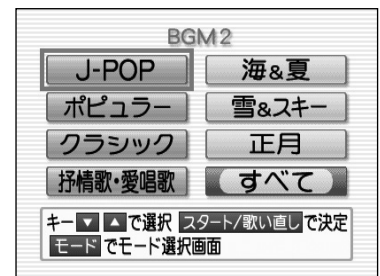 BGM2
J-POP 海&夏
ポピュラー 雪&スキー
クラシック 正月
抒情歌・愛唱歌 すべて
キー▼ ▲で選択 スタート/歌い直しで決定
モードでモード選択画面